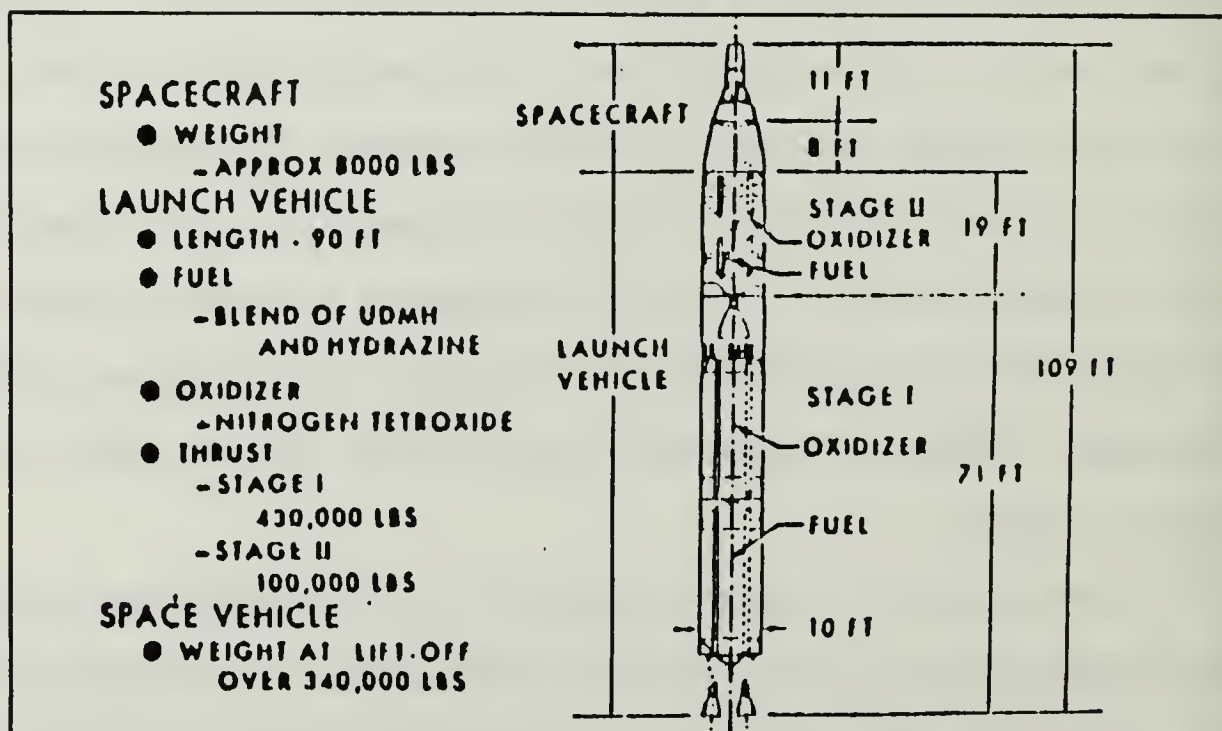 SPACECRAFT
● WEIGHT
- APPROX 8000 LBS
LAUNCH VEHICLE
● LENGTH - 90 FT
● FUEL
- BLEND OF UDMH
AND HYDRAZINE
● OXIDIZER
- NITROGEN TETROXIDE
● THRUST
- STAGE I
430,000 LBS
- STAGE II
100,000 LBS
SPACE VEHICLE
● WEIGHT AT LIFT-OFF
OVER 340,000 LBS
SPACECRAFT
LAUNCH
VEHICLE
11 FT
8 FT
STAGE II
OXIDIZER
FUEL
19 FT
STAGE I
OXIDIZER
FUEL
10 FT
71 FT
109 FT